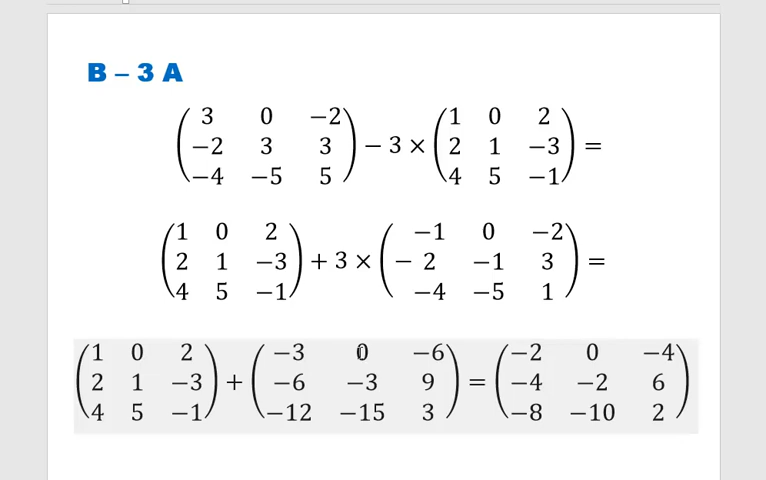 B – 3 A
3 0 −2
−2 3 3
−4 −5 5
− 3 ×
1 0 2
2 1 −3
4 5 −1
=
1 0 2
2 1 −3
4 5 −1
+ 3 ×
−1 0 −2
− 2 −1 3
−4 −5 1
=
1 0 2
2 1 −3
4 5 −1
+
−3 0 −6
−6 −3 9
−12 −15 3
=
−2 0 −4
−4 −2 6
−8 −10 2